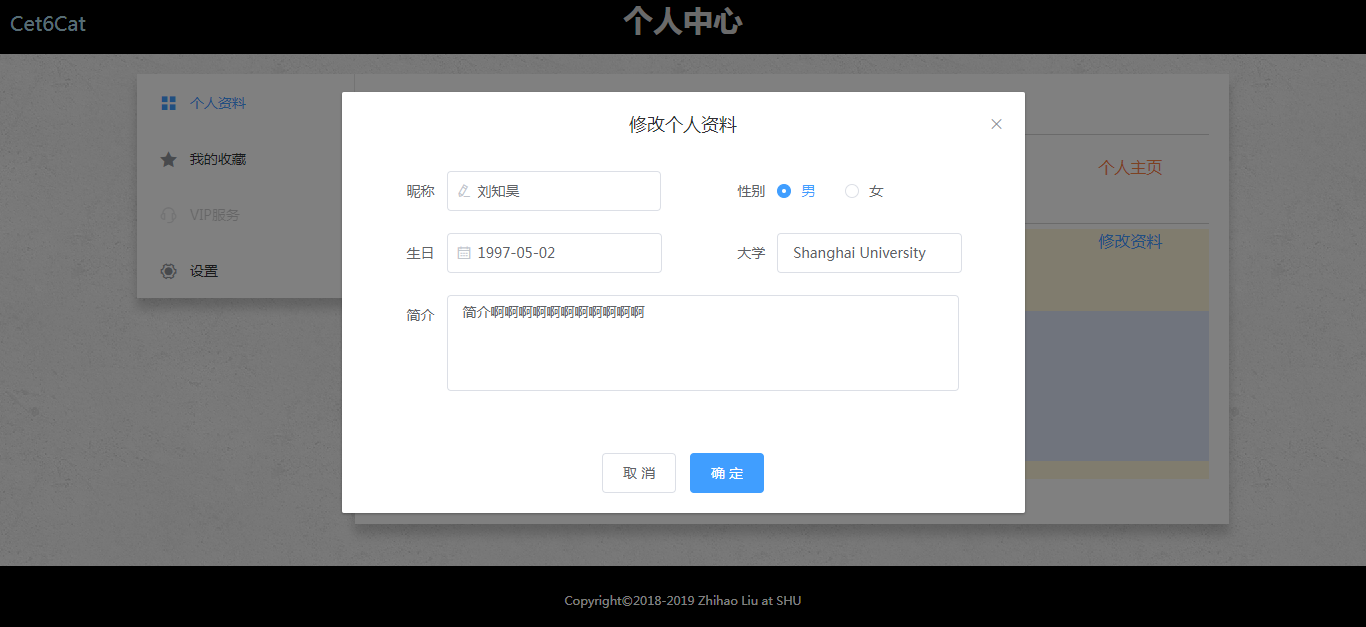 Cet6Cat
个人中心
个人资料
我的收藏
VIP服务
设置
个人主页
修改资料
修改个人资料
昵称 刘知昊 性别 男 女
生日 1997-05-02 大学 Shanghai University
简介 简介啊啊啊啊啊啊啊啊啊啊啊
取 消 确 定
Copyright©2018-2019 Zhihao Liu at SHU